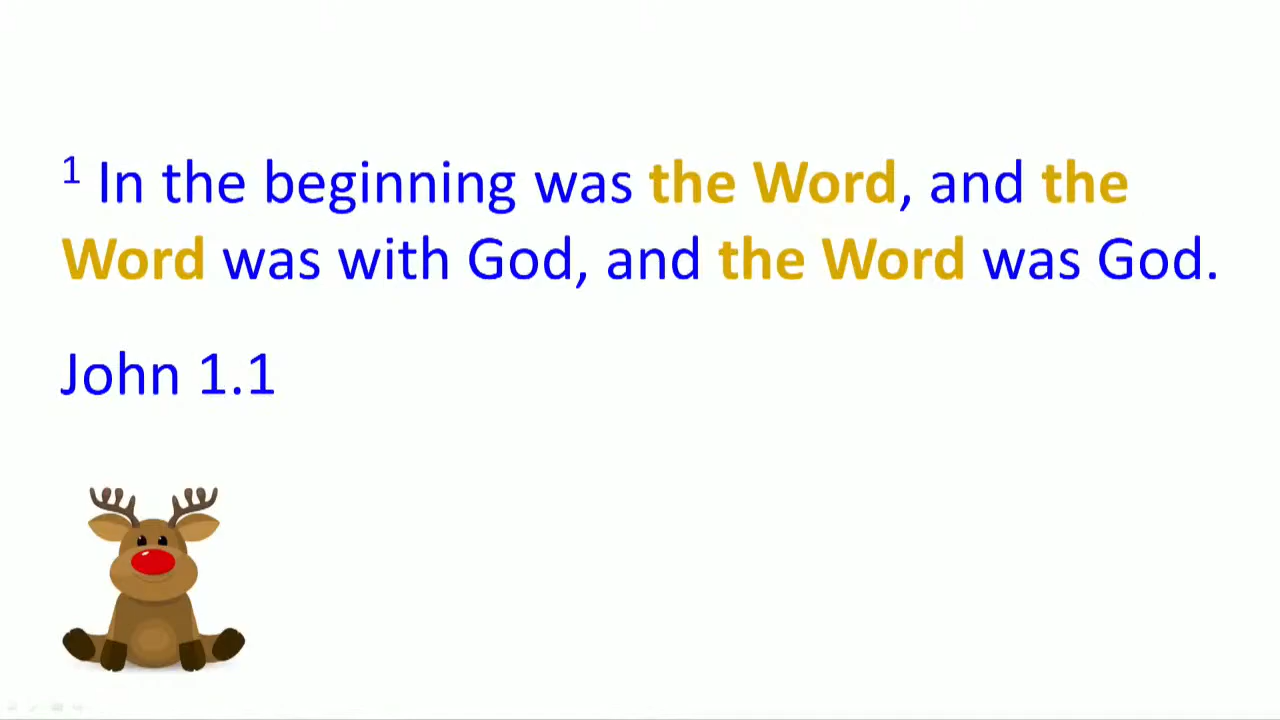 ¹ In the beginning was the Word, and the
Word was with God, and the Word was God.
John 1.1